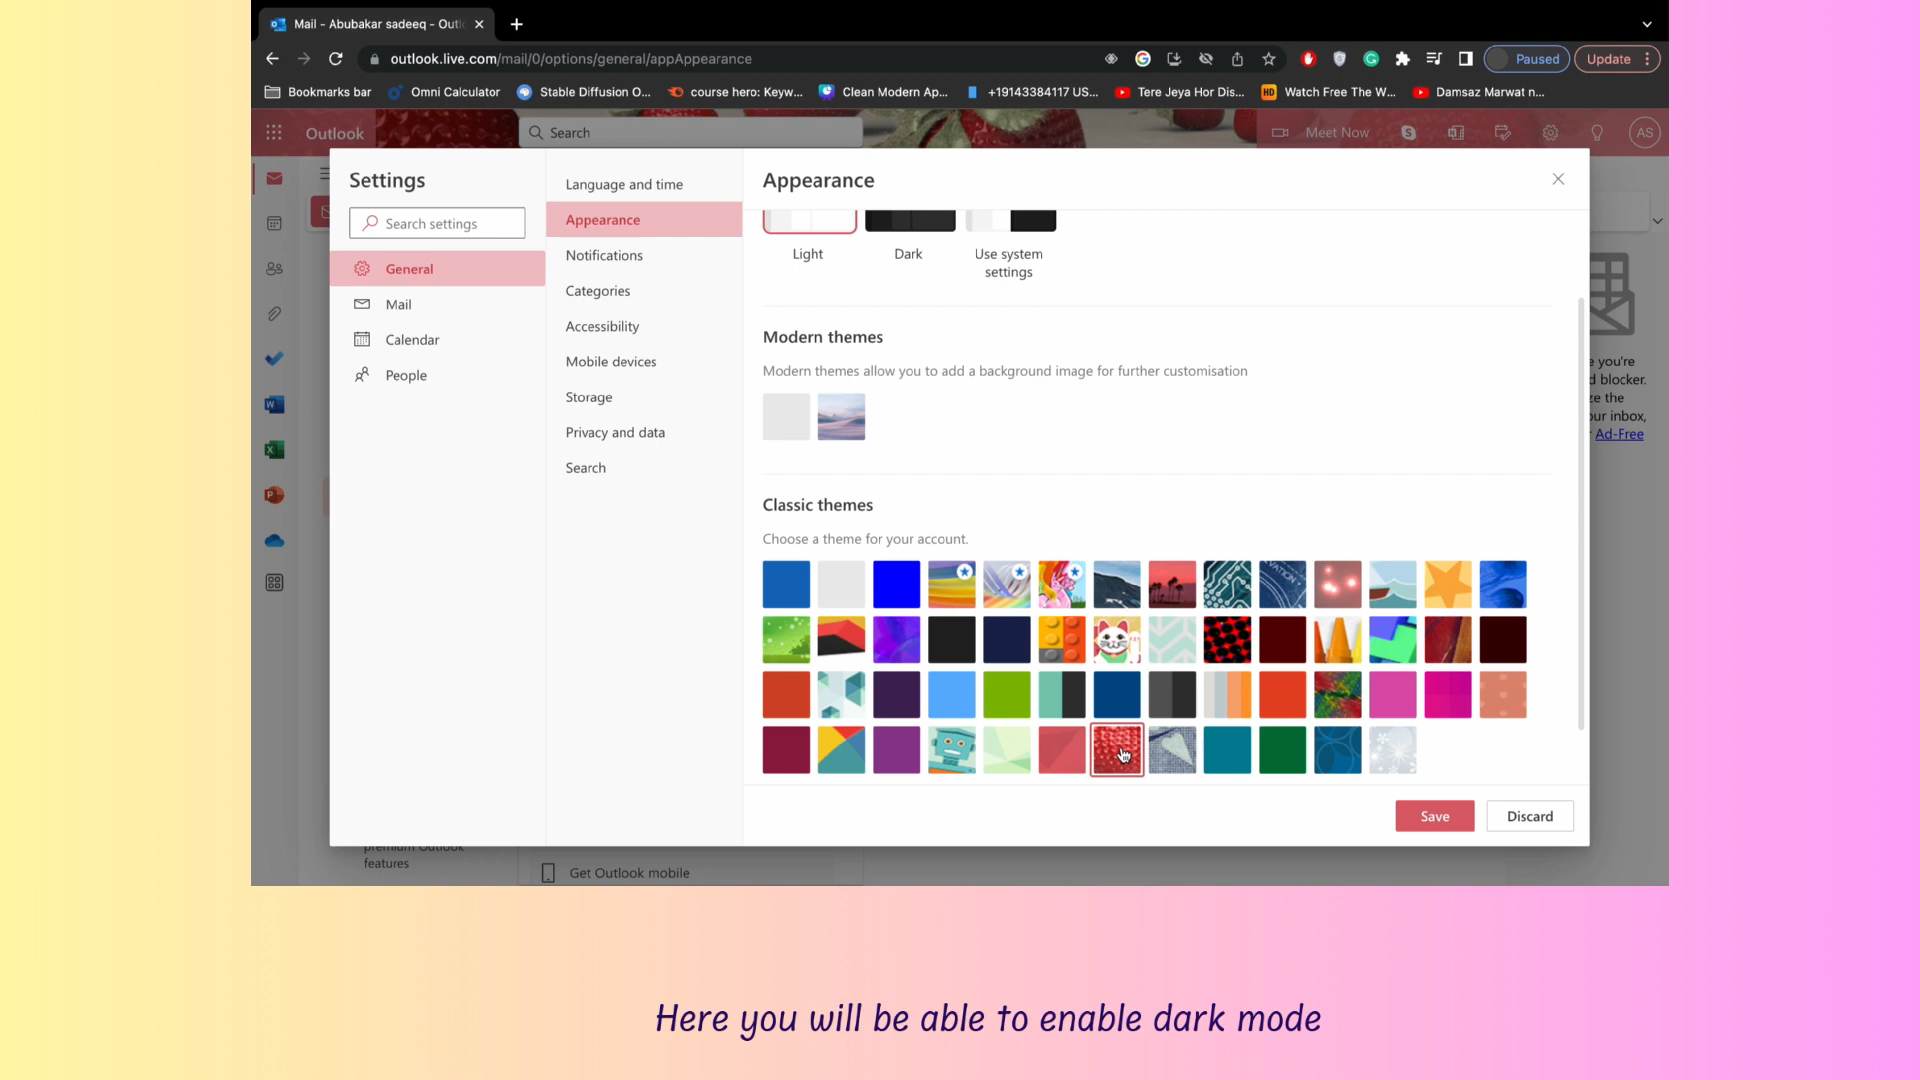 Mail - Abubakar sadeeq - Outl
outlook.live.com/mail/0/options/general/appAppearance
Paused
Update
Bookmarks bar
Omni Calculator
Stable Diffusion O...
course hero: Keyw...
Clean Modern Ap...
+19143384117 US...
Tere Jeya Hor Dis...
HD
Watch Free The W...
Damsaz Marwat n...
Outlook
Search
Meet Now
AS
Settings
Search settings
General
Mail
Calendar
People
Language and time
Appearance
Notifications
Categories
Accessibility
Mobile devices
Storage
Privacy and data
Search
Appearance
Light
Dark
Use system
settings
Modern themes
Modern themes allow you to add a background image for further customisation
Classic themes
Choose a theme for your account.
Save
Discard
e you're
d blocker.
ze the
our inbox,
Ad-Free
premium Outlook
features
Get Outlook mobile
Here you will be able to enable dark mode